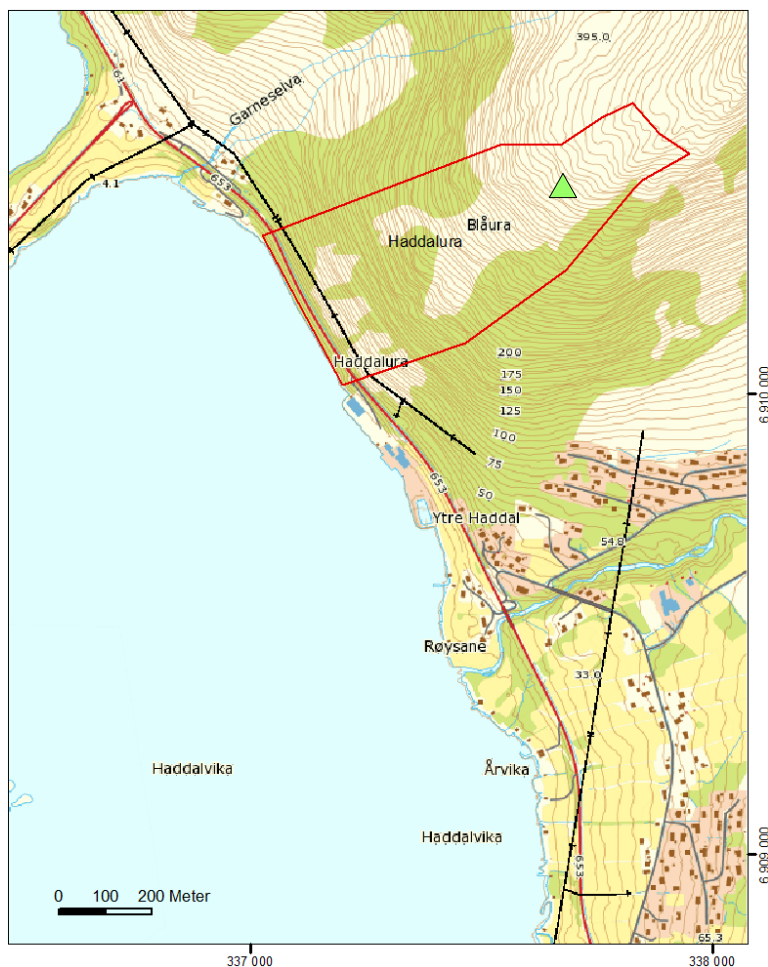 395.0
61
Garneselva
653
4.1
Blåura
Haddalura
Haddalura
200
175
150
125
100
75
50
6 910 000
653
Ytre Haddal
54.8
Røysane
33.0
Haddalvika
Årvika
Haddalvika
6 909 000
653
0 100 200 Meter
65.3
337 000
338 000